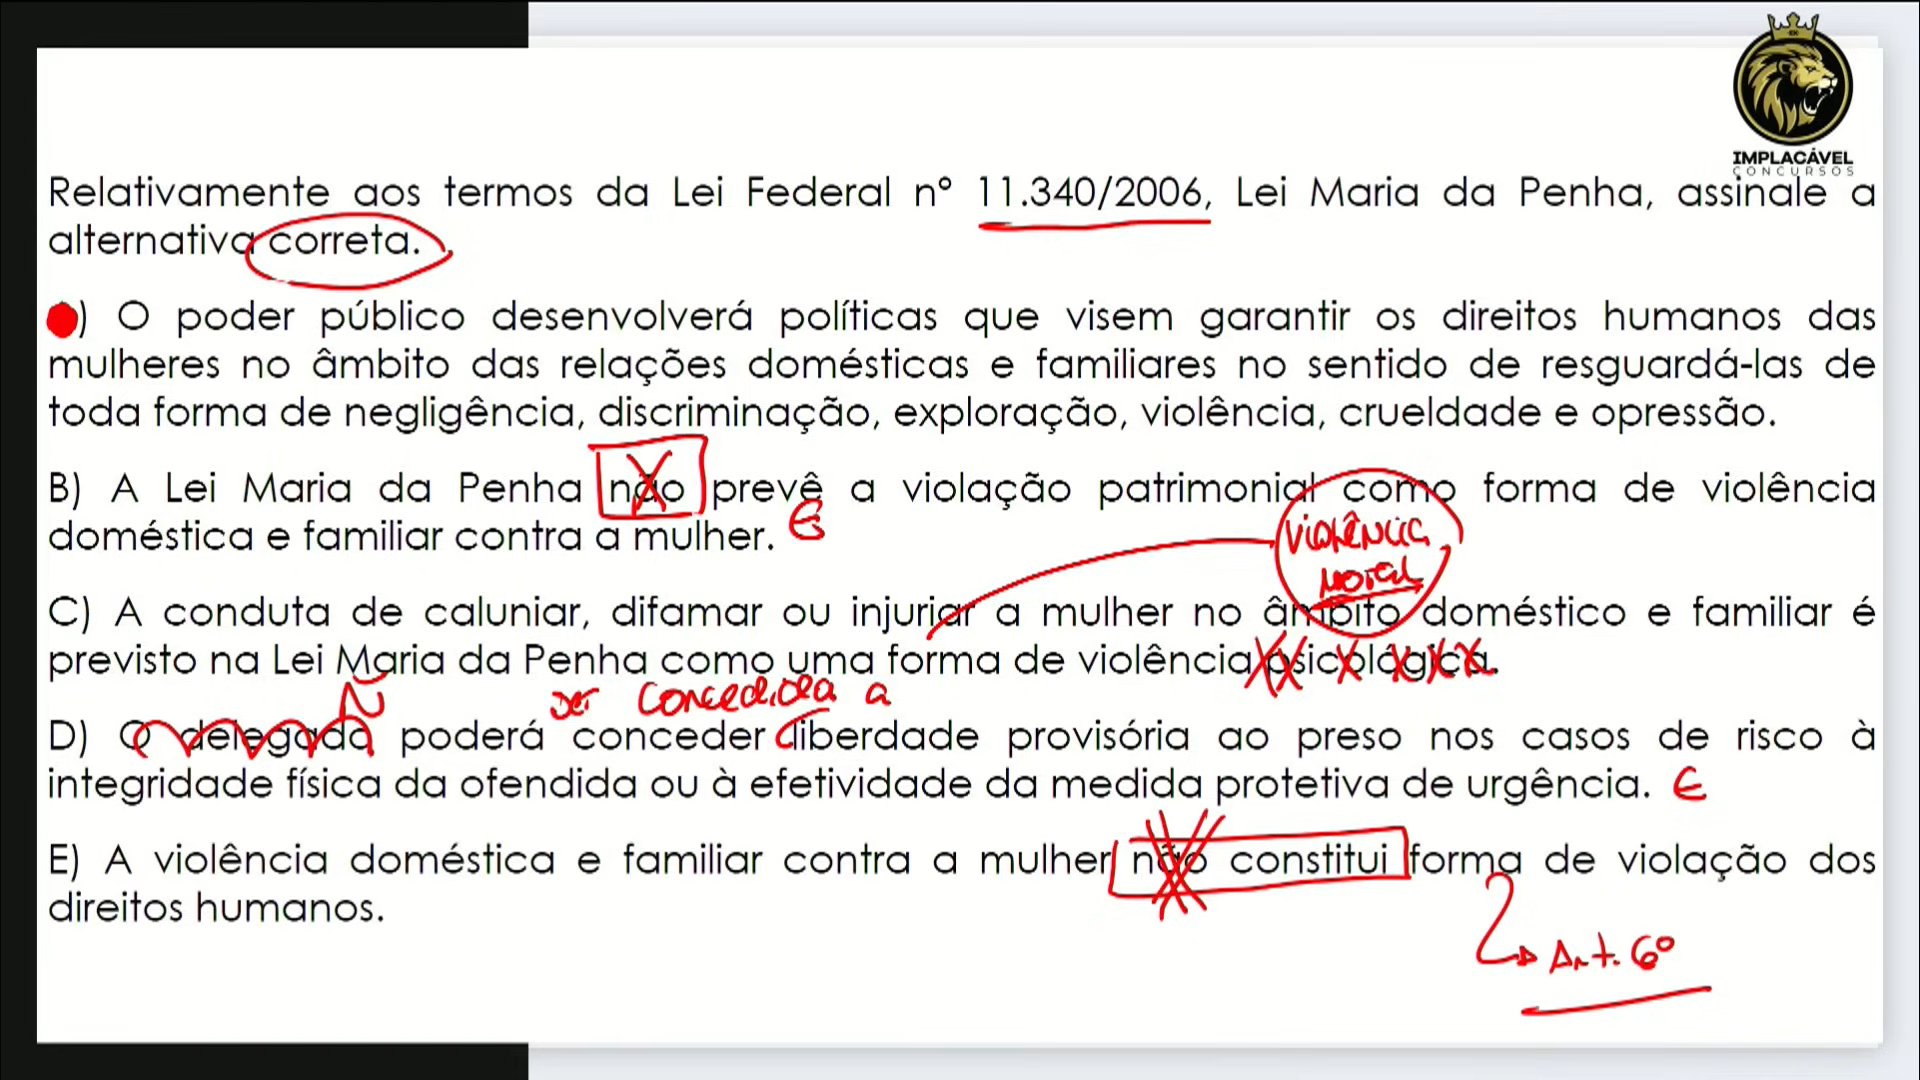 IMPLACÁVEL
CONCURSOS
Relativamente aos termos da Lei Federal nº 11.340/2006, Lei Maria da Penha, assinale a
alternativa correta.
) O poder público desenvolverá políticas que visem garantir os direitos humanos das
mulheres no âmbito das relações domésticas e familiares no sentido de resguardá-las de
toda forma de negligência, discriminação, exploração, violência, crueldade e opressão.
B) A Lei Maria da Penha não prevê a violação patrimonial como forma de violência
doméstica e familiar contra a mulher. E
VIOLÊNCIA
MORAL
C) A conduta de caluniar, difamar ou injuriar a mulher no âmbito doméstico e familiar é
previsto na Lei Maria da Penha como uma forma de violência psicológica.
Ñ ser concedida a
D) O delegado poderá conceder liberdade provisória ao preso nos casos de risco à
integridade física da ofendida ou à efetividade da medida protetiva de urgência. E
E) A violência doméstica e familiar contra a mulher não constitui forma de violação dos
direitos humanos.
Art. 6º